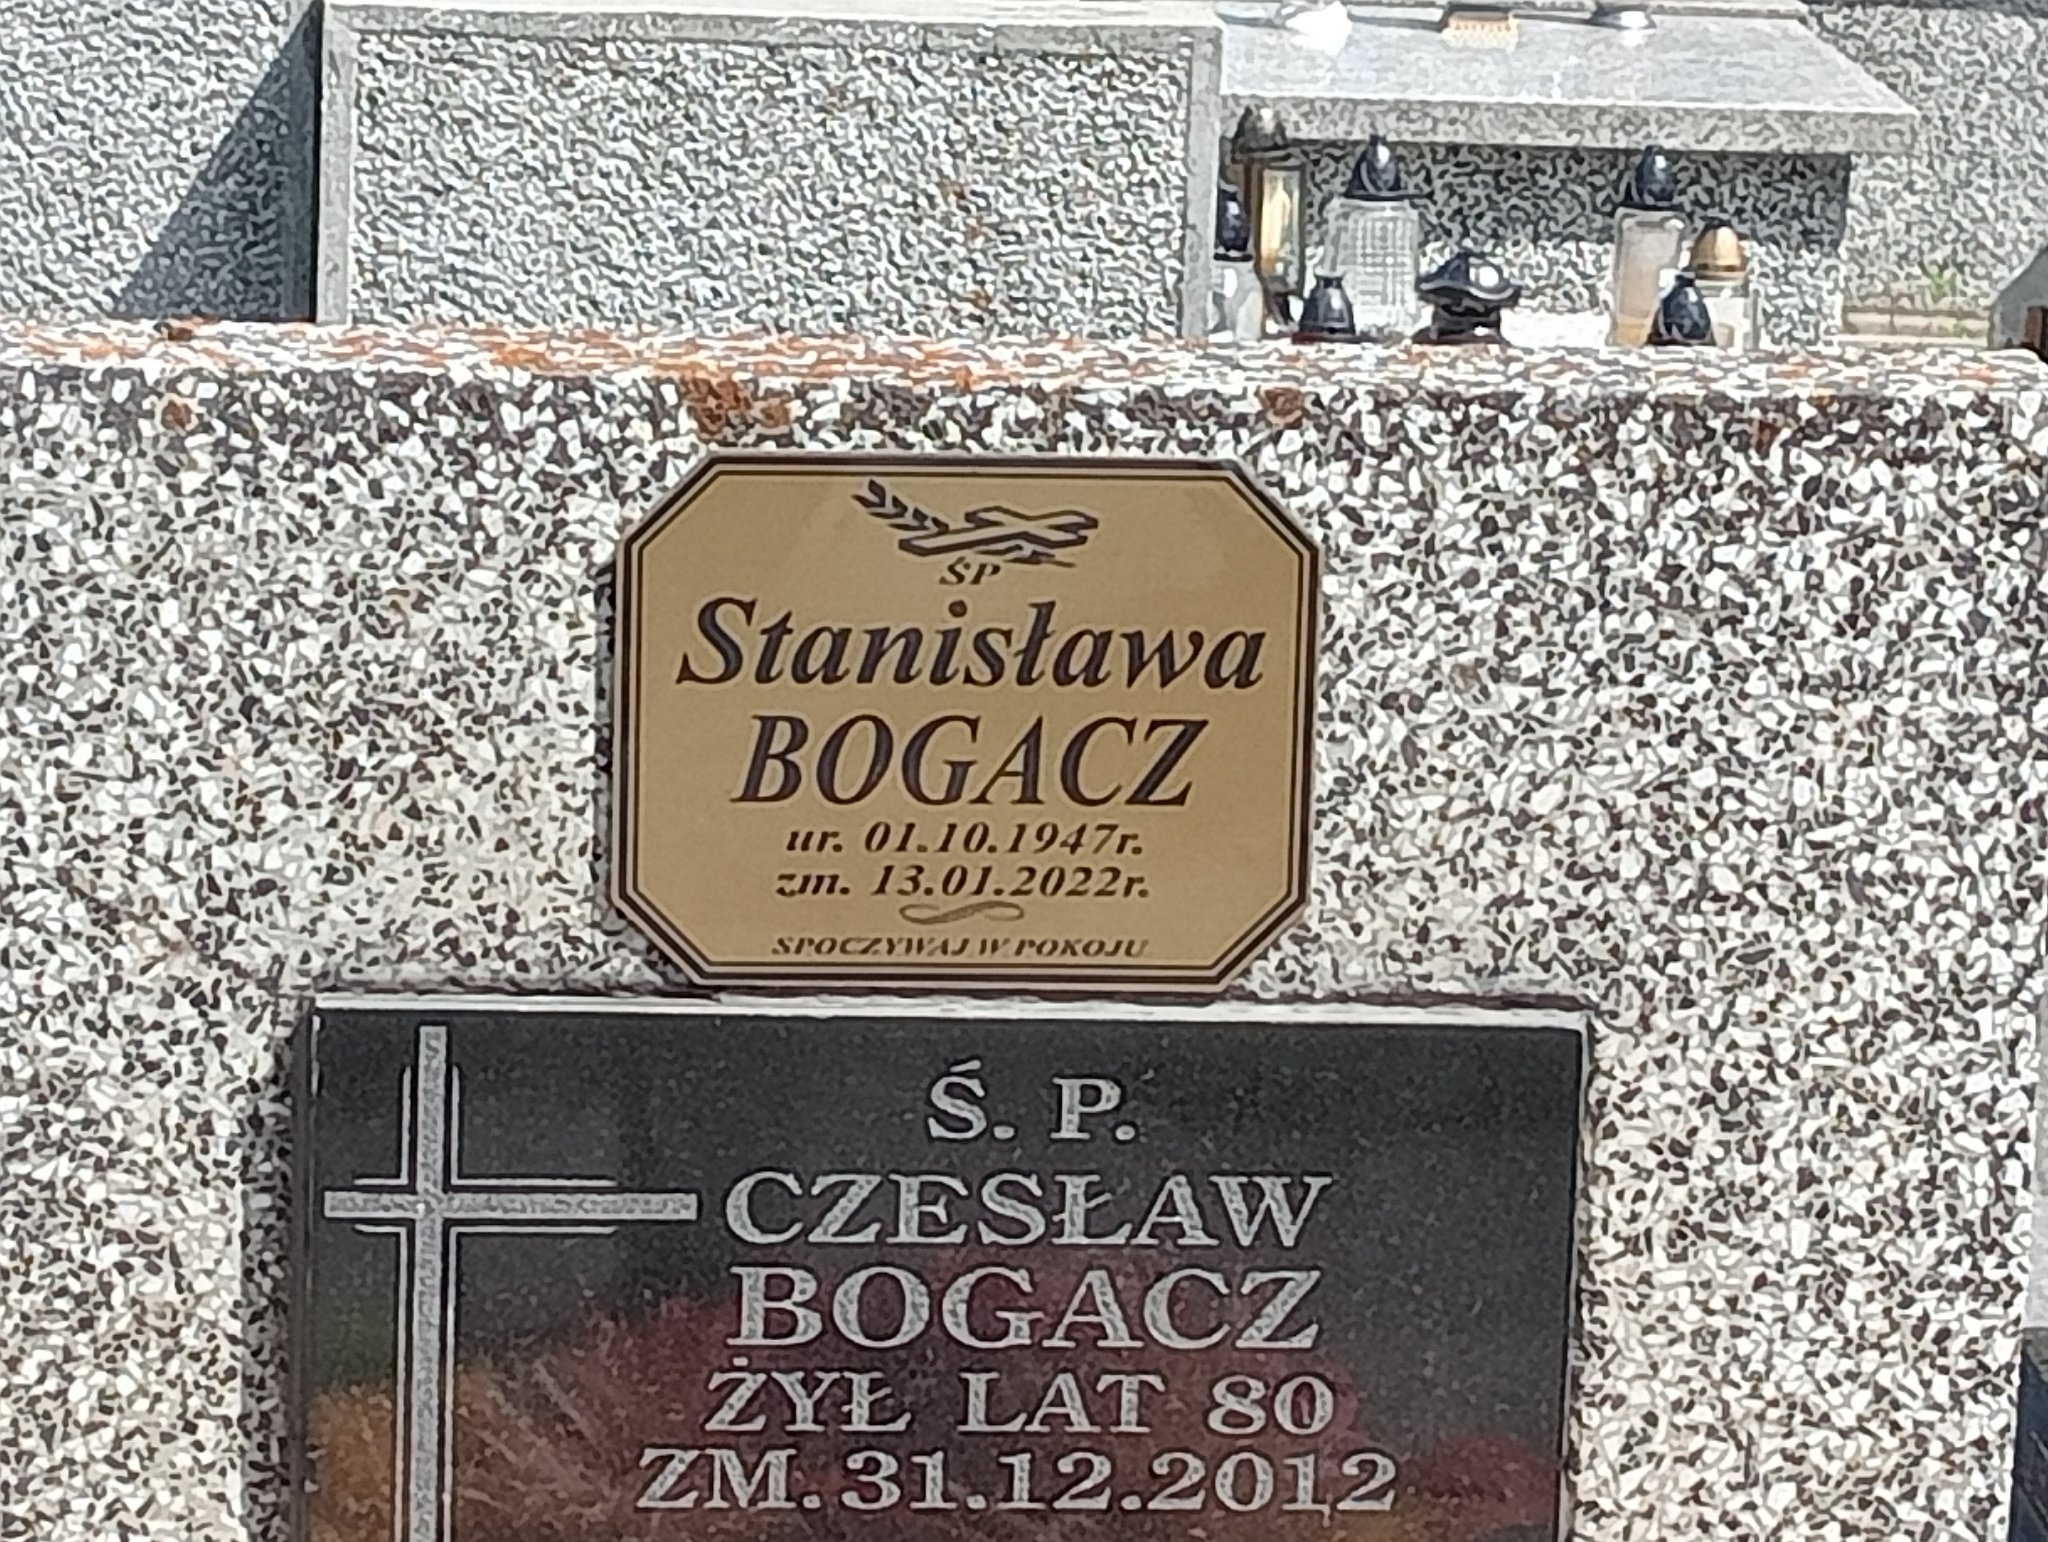 ŚP
Stanisława
BOGACZ
ur. 01.10.1947r.
zm. 13.01.2022r.
SPOCZYWAJ W POKOJU
Ś. P.
CZESŁAW
BOGACZ
ŻYŁ LAT 80
ZM. 31.12.2012